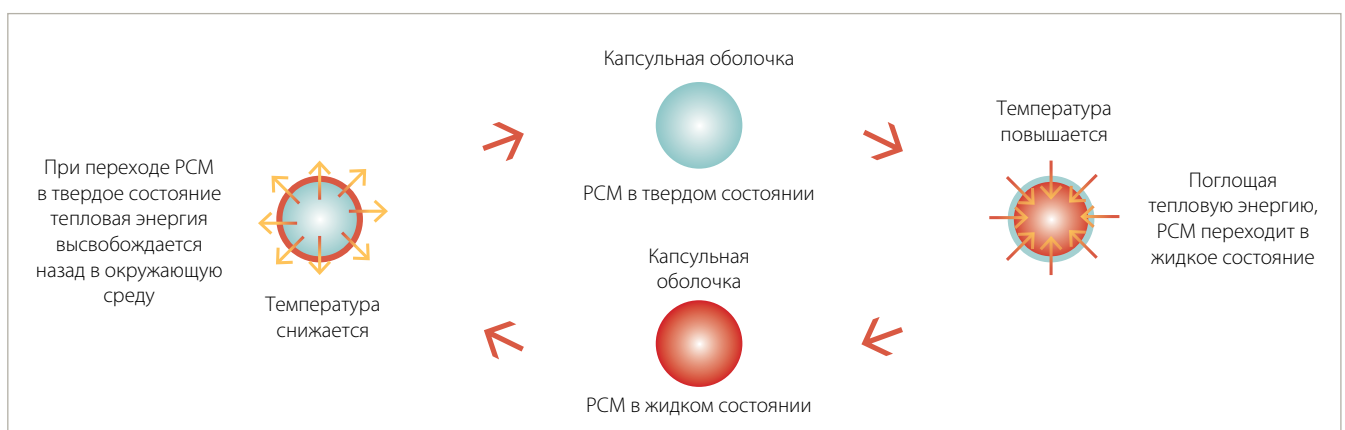 При переходе PCM
в твердое состояние
тепловая энергия
высвобождается
назад в окружающую
среду
Температура
снижается
Капсульная оболочка
PCM в твердом состоянии
Капсульная
оболочка
PCM в жидком состоянии
Температура
повышается
Поглощая
тепловую энергию,
PCM переходит в
жидкое состояние